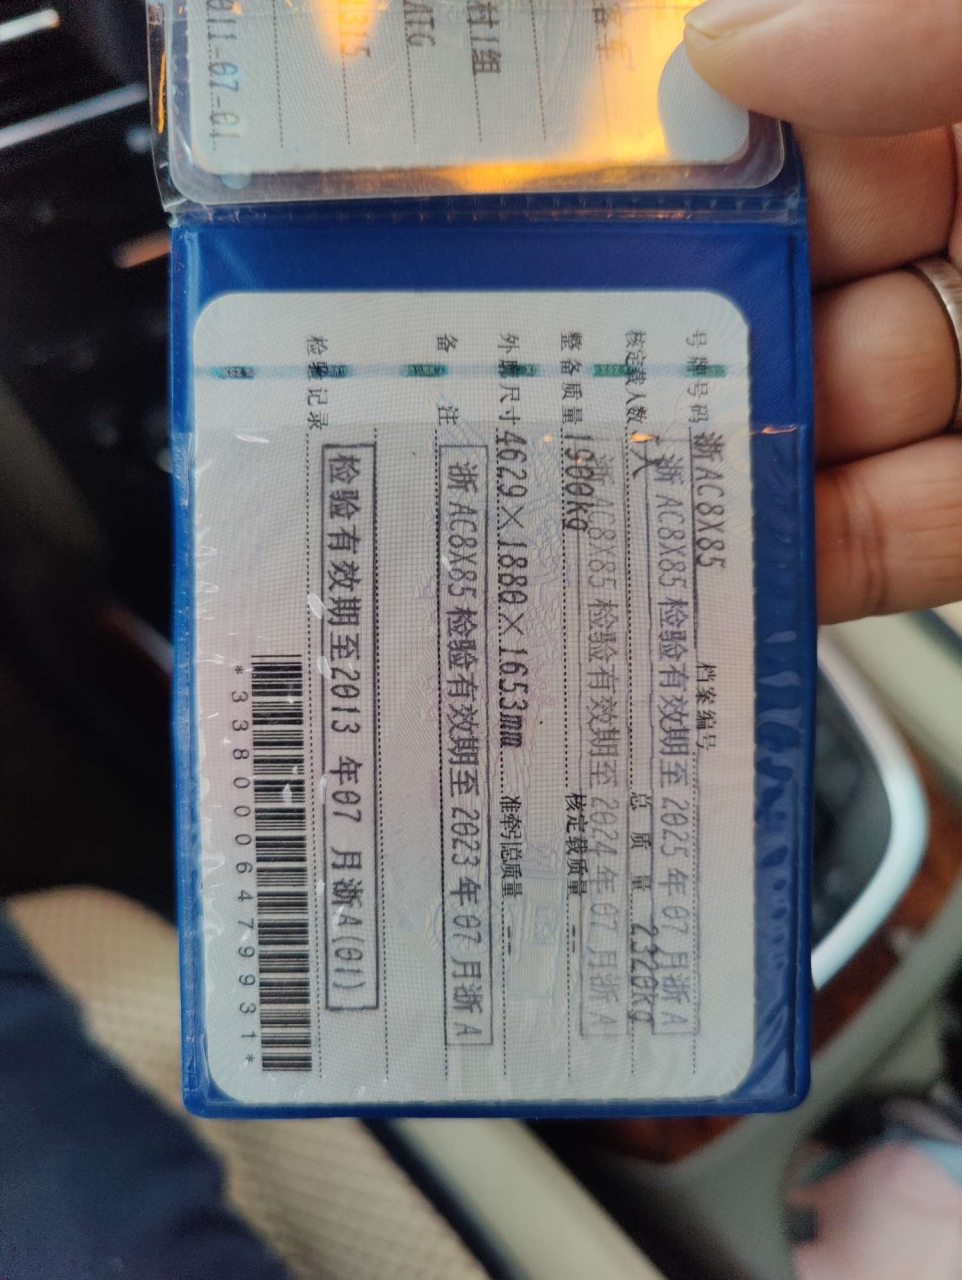 村1组
ATG
011-07-01
号牌号码 浙AC8X85 档案编号
浙AC8X85检验有效期至2025年07月浙A
核定载人数 5人 总质量 2320kg
浙AC8X85检验有效期至2024年07月浙A
整备质量 1900kg 核定载质量 --
外廓尺寸 4629×1880×1653mm 准牵引总质量 --
备注 浙AC8X85检验有效期至2023年07月浙A
检验有效期至2013 年07 月浙A(01)
检验记录
*3380006479931*